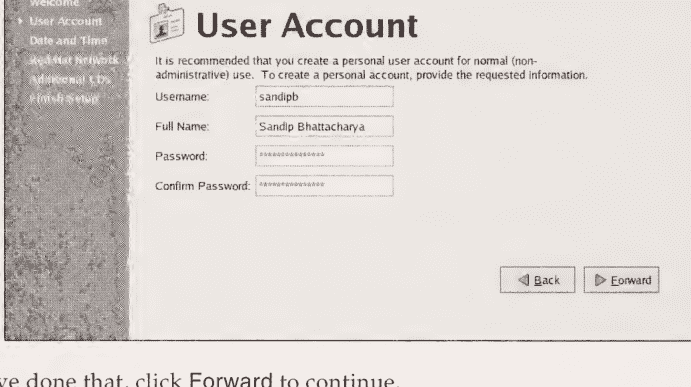 Welcome
User Account
Date and Time
Red Hat Network
Additional CDs
Finish Setup
User Account
It is recommended that you create a personal user account for normal (non-
administrative) use. To create a personal account, provide the requested information.
Username: sandipb
Full Name: Sandip Bhattacharya
Password: **************
Confirm Password: **************
Back Forward
ve done that, click Forward to continue.